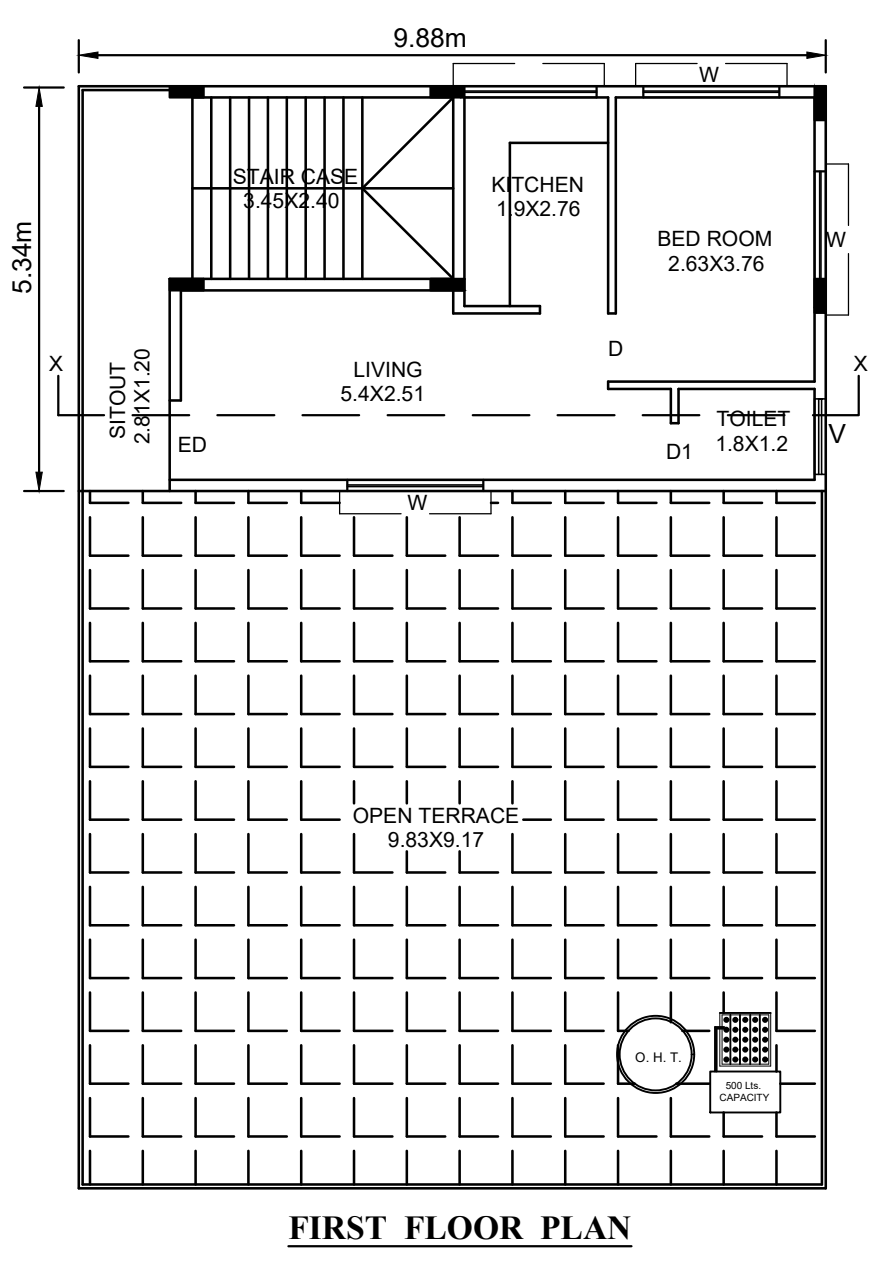 9.88m
W
STAIR CASE
3.45X2.40
KITCHEN
1.9X2.76
BED ROOM
2.63X3.76
W
5.34m
D
X
X
SITOUT
2.81X1.20
LIVING
5.4X2.51
ED
D1
TOILET
1.8X1.2
V
W
OPEN TERRACE
9.83X9.17
O. H. T.
500 Lts.
CAPACITY
FIRST FLOOR PLAN